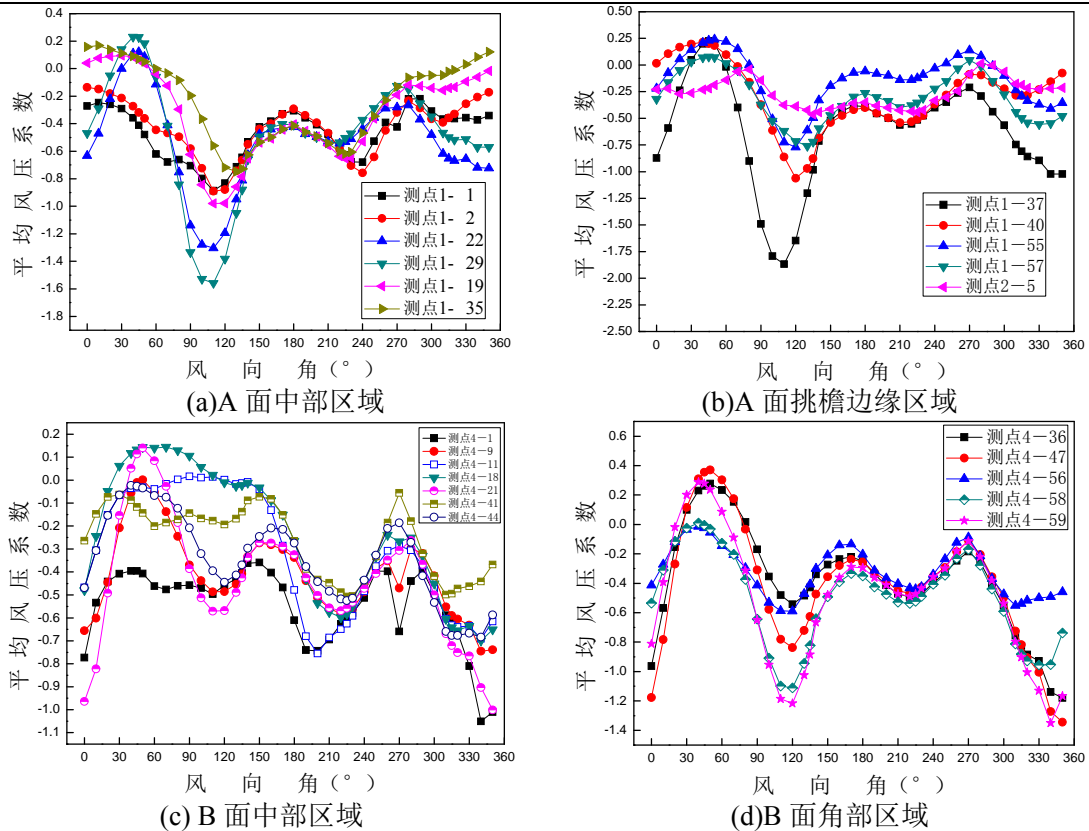 平 均 风 压 系 数
0.25
0.00
-0.2
-0.4
-0.6
-0.8
-1.0
-1.2
-1.4
-1.6
-1.8
测点1- 1
测点1- 2
测点1- 22
测点1- 29
测点1- 19
测点1- 35
0 30 60 90 120 150 180 210 240 270 300 330 360
风 向 角(°)
(a)A 面中部区域
平 均 风 压 系 数
0.50
0.25
0.00
-0.25
-0.50
-0.75
-1.00
-1.25
-1.50
-1.75
-2.00
-2.25
-2.50
测点1－37
测点1－40
测点1－55
测点1－57
测点2－5
0 30 60 90 120 150 180 210 240 270 300 330 360
风 向 角(°)
(b)A 面挑檐边缘区域
平 均 风 压 系 数
0.2
0.1
0.0
-0.1
-0.2
-0.3
-0.4
-0.5
-0.6
-0.7
-0.8
-0.9
-1.0
-1.1
测点4－1
测点4－9
测点4－11
测点4－18
测点4－21
测点4－41
测点4－44
0 30 60 90 120 150 180 210 240 270 300 330 360
风 向 角(°)
(c) B 面中部区域
平 均 风 压 系 数
0.6
0.4
0.2
0.0
-0.2
-0.4
-0.6
-0.8
-1.0
-1.2
-1.4
测点4－36
测点4－47
测点4－56
测点4－58
测点4－59
0 30 60 90 120 150 180 210 240 270 300 330 360
风 向 角(°)
(d)B 面角部区域